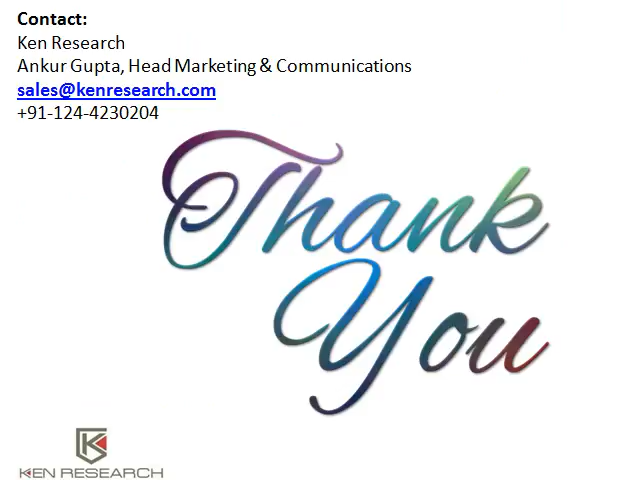 Contact:
Ken Research
Ankur Gupta, Head Marketing & Communications
sales@kenresearch.com
+91-124-4230204
Thank
You
KEN RESEARCH